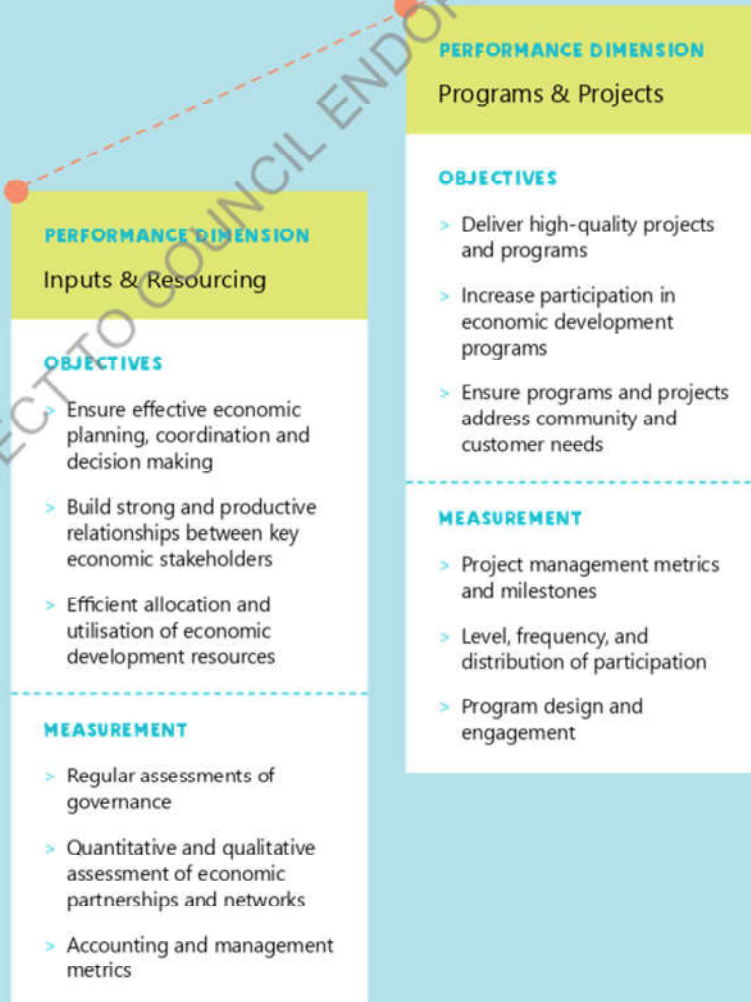 PERFORMANCE DIMENSION
Inputs & Resourcing
OBJECTIVES
> Ensure effective economic
planning, coordination and
decision making
> Build strong and productive
relationships between key
economic stakeholders
> Efficient allocation and
utilisation of economic
development resources
MEASUREMENT
> Regular assessments of
governance
> Quantitative and qualitative
assessment of economic
partnerships and networks
> Accounting and management
metrics
PERFORMANCE DIMENSION
Programs & Projects
OBJECTIVES
> Deliver high-quality projects
and programs
> Increase participation in
economic development
programs
> Ensure programs and projects
address community and
customer needs
MEASUREMENT
> Project management metrics
and milestones
> Level, frequency, and
distribution of participation
> Program design and
engagement
ECT TO COUNCIL ENDO